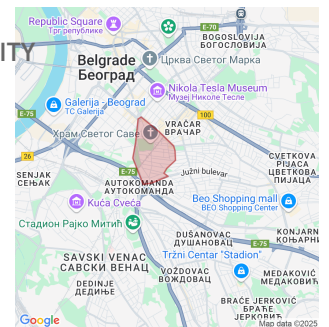 E-70
Republic Square
Трг републике
BOGOSLOVIJA
БОГОСЛОВИЈА
ITY
Belgrade
Београд
Црква Светог Марка
Nikola Tesla Museum
Музеј Николе Тесле
E-75
Galerija - Beograd
TC Galerija
100
Храм Светог Саве
VRAČAR
ВРАЧАР
E-75
26
CVETKOVA
PIJACA
ЦВЕТКОВА
ПИЈАЦА
SENJAK
СЕЊАК
Južni bulevar
AUTOKOMANDA
АУТОКОМАНДА
Kuća Cveća
Beo Shopping mall
BEO Shopping Center
Стадион Рајко Митић
DUŠANOVAC
ДУШАНОВАЦ
KONJARN
КОЊАРНИ
E-75
SAVSKI VENAC
САВСКИ ВЕНАЦ
Tržni Centar "Stadion"
VOŽDOVAC
ВОЖДОВАЦ
MEDAKOVIĆ
МЕДАКОВИЋ
DEDINJE
ДЕДИЊЕ
BRAĆE JERKOVIĆ
БРАЋЕ
ЈЕРКОВИЋ
Google
Map data ©2025